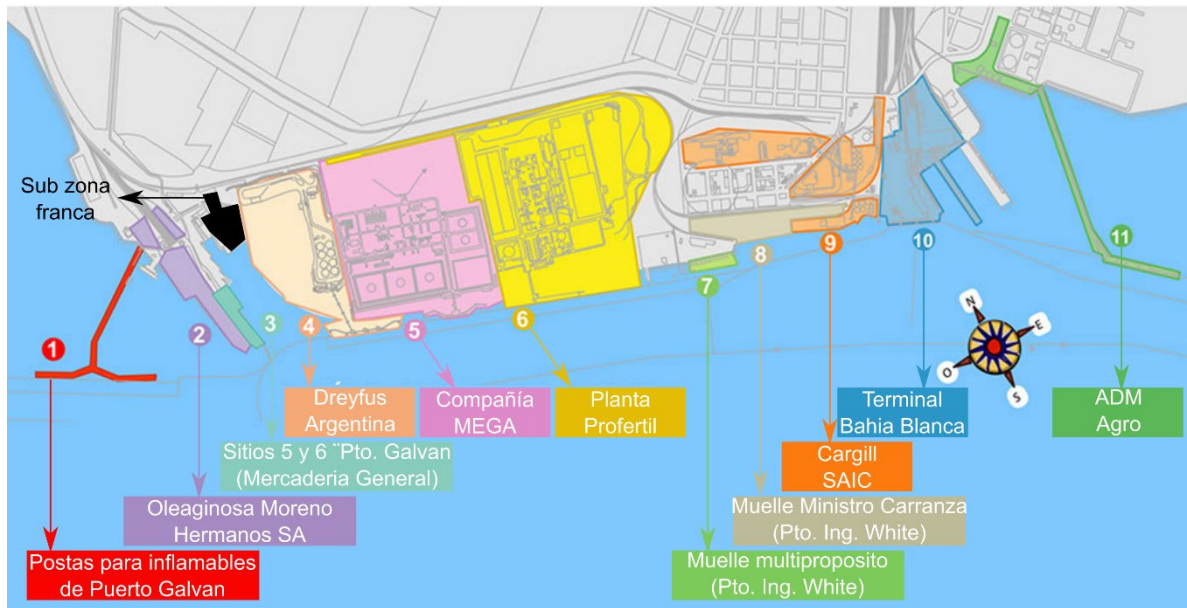 Sub zona
franca
1
2
3
4
5
6
7
8
9
10
11
N
E
O
S
Dreyfus
Argentina
Compañía
MEGA
Planta
Profertil
Terminal
Bahia Blanca
ADM
Agro
Sitios 5 y 6 ¨Pto. Galvan
(Mercaderia General)
Cargill
SAIC
Oleaginosa Moreno
Hermanos SA
Muelle Ministro Carranza
(Pto. Ing. White)
Postas para inflamables
de Puerto Galvan
Muelle multiproposito
(Pto. Ing. White)